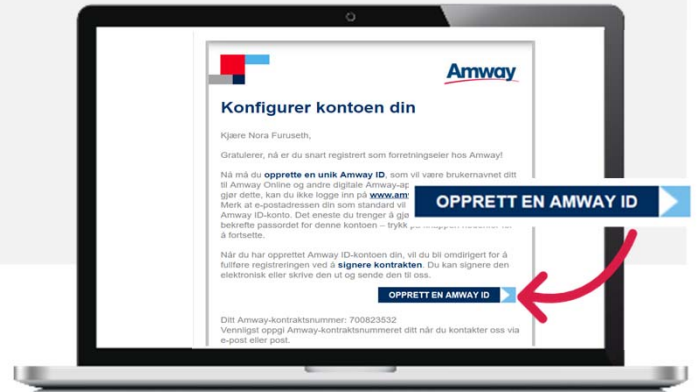 Amway
Konfigurer kontoen din
Kjære Nora Furuseth,
Gratulerer, nå er du snart registrert som forretningseier hos Amway!
Nå må du opprette en unik Amway ID, som vil være brukernavnet ditt
til Amway Online og andre digitale Amway-ap
gjør dette, kan du ikke logge inn på www.am
Merk at e-postadressen din som standard vil
Amway ID-konto. Det eneste du trenger å gjø
bekrefte passordet for denne kontoen – trykk
å fortsette.
OPPRETT EN AMWAY ID
Når du har opprettet Amway ID-kontoen din, vil du bli omdirigert for å
fullføre registreringen ved å signere kontrakten. Du kan signere den
elektronisk eller skrive den ut og sende den til oss.
OPPRETT EN AMWAY ID
Ditt Amway-kontraktsnummer: 700823532
Vennligst oppgi Amway-kontraktsnummeret ditt når du kontakter oss via
e-post eller post.